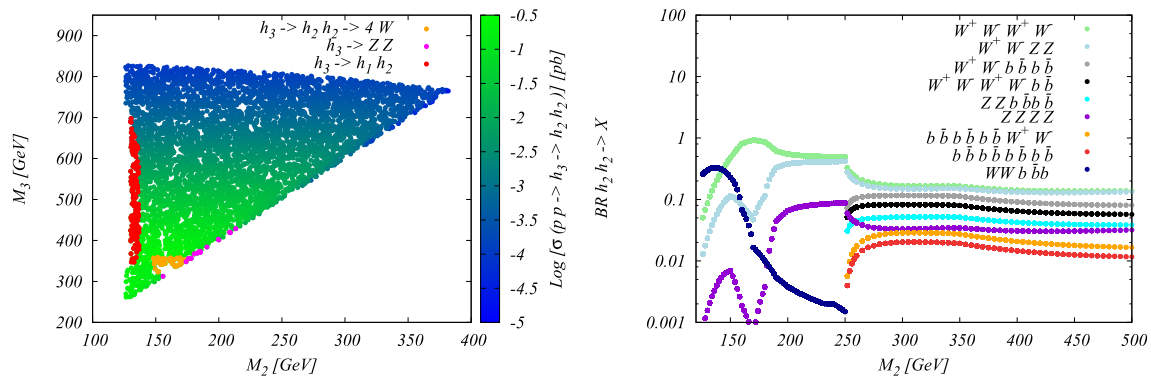 900
800
700
600
500
400
300
200
100
150
200
250
300
350
400
M2 [GeV]
M3 [GeV]
h3 -> h2 h2 -> 4 W
h3 -> Z Z
h3 -> h1 h2
-0.5
-1
-1.5
-2
-2.5
-3
-3.5
-4
-4.5
-5
Log [σ (p p -> h3 -> h2 h2)] [pb]
100
10
1
0.1
0.01
0.001
150
200
250
300
350
400
450
500
M2 [GeV]
BR h2 h2 -> X
W+ W- W+ W-
W+ W- Z Z
W+ W- b b̄ b b̄
W+ W- W+ W- b b̄
Z Z b b̄ b b̄
Z Z Z Z
b b̄ b b̄ b b̄ W+ W-
b b̄ b b̄ b b̄ b b̄
WW b b̄b